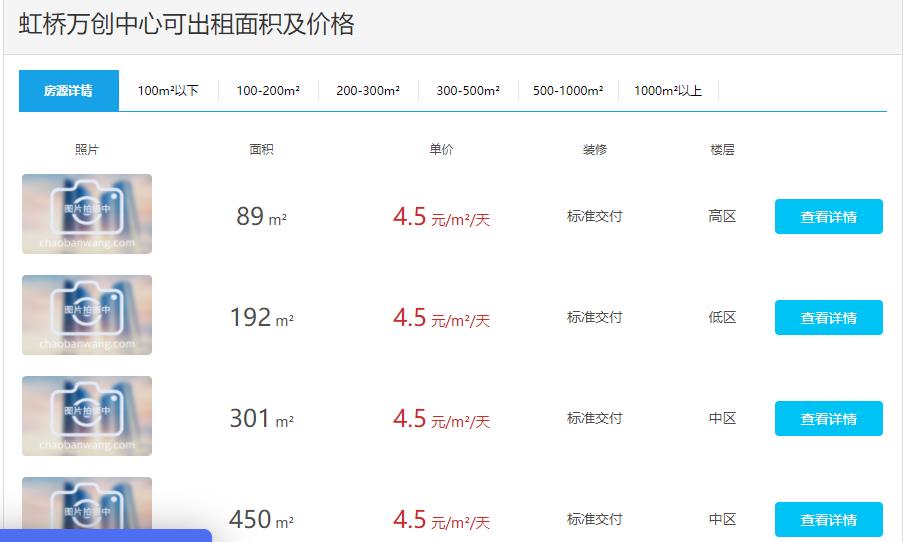 虹桥万创中心可出租面积及价格
房源详情 100m²以下 100-200m² 200-300m² 300-500m² 500-1000m² 1000m²以上
照片 面积 单价 装修 楼层
图片拍摄中
chaobanwang.com
89 m² 4.5 元/m²/天 标准交付 高区 查看详情
图片拍摄中
chaobanwang.com
192 m² 4.5 元/m²/天 标准交付 低区 查看详情
图片拍摄中
chaobanwang.com
301 m² 4.5 元/m²/天 标准交付 中区 查看详情
图片拍摄中
450 m² 4.5 元/m²/天 标准交付 中区 查看详情